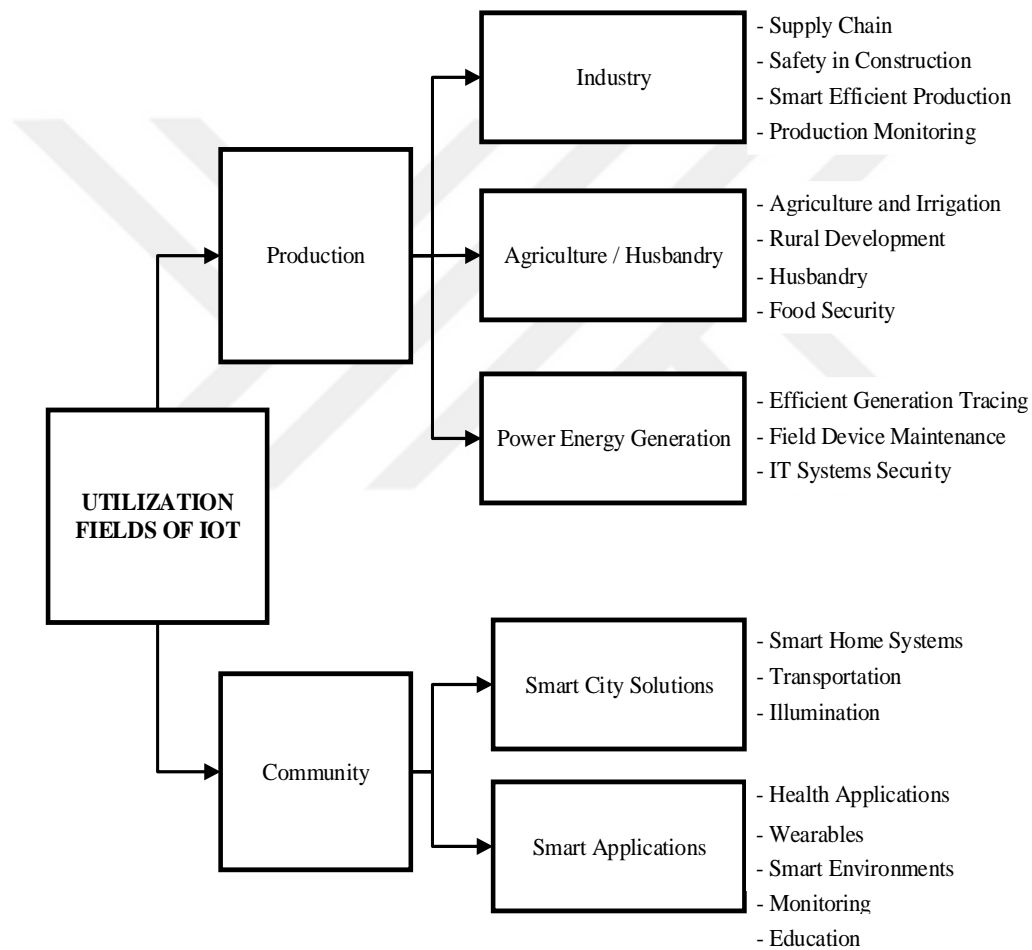 - Supply Chain
- Safety in Construction
- Smart Efficient Production
- Production Monitoring
Industry
Production
Agriculture / Husbandry
- Agriculture and Irrigation
- Rural Development
- Husbandry
- Food Security
Power Energy Generation
- Efficient Generation Tracing
- Field Device Maintenance
- IT Systems Security
UTILIZATION
FIELDS OF IOT
Community
Smart City Solutions
- Smart Home Systems
- Transportation
- Illumination
Smart Applications
- Health Applications
- Wearables
- Smart Environments
- Monitoring
- Education